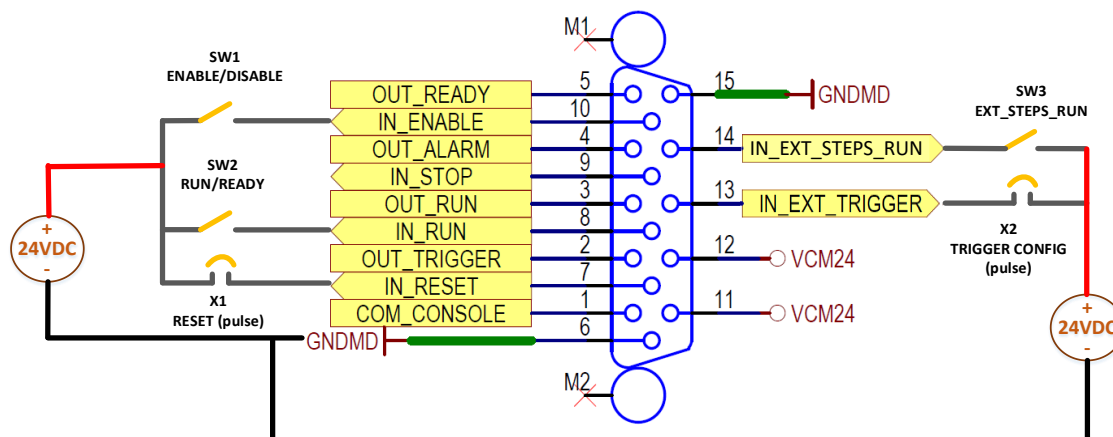 M1
SW1
ENABLE/DISABLE
5
OUT_READY
15
GNDMD
SW3
EXT_STEPS_RUN
10
IN_ENABLE
4
OUT_ALARM
14
IN_EXT_STEPS_RUN
SW2
RUN/READY
9
IN_STOP
3
OUT_RUN
13
IN_EXT_TRIGGER
8
IN_RUN
X2
TRIGGER CONFIG
(pulse)
+
24VDC
-
2
OUT_TRIGGER
12
VCM24
7
IN_RESET
X1
RESET (pulse)
1
COM_CONSOLE
11
VCM24
6
GNDMD
+
24VDC
-
M2